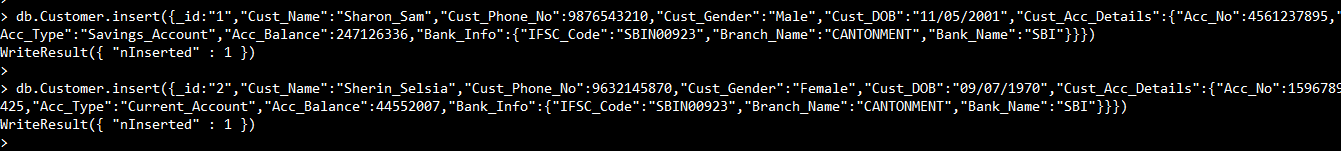 > db.Customer.insert({_id:"1","Cust_Name":"Sharon_Sam","Cust_Phone_No":9876543210,"Cust_Gender":"Male","Cust_DOB":"11/05/2001","Cust_Acc_Details":{"Acc_No":4561237895,"
Acc_Type":"Savings_Account","Acc_Balance":247126336,"Bank_Info":{"IFSC_Code":"SBIN00923","Branch_Name":"CANTONMENT","Bank_Name":"SBI"}}})
WriteResult({ "nInserted" : 1 })
>
> db.Customer.insert({_id:"2","Cust_Name":"Sherin_Selsia","Cust_Phone_No":9632145870,"Cust_Gender":"Female","Cust_DOB":"09/07/1970","Cust_Acc_Details":{"Acc_No":1596789
425,"Acc_Type":"Current_Account","Acc_Balance":44552007,"Bank_Info":{"IFSC_Code":"SBIN00923","Branch_Name":"CANTONMENT","Bank_Name":"SBI"}}})
WriteResult({ "nInserted" : 1 })
>